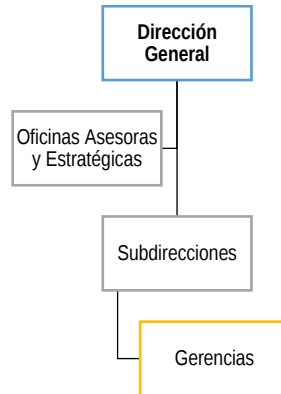 Dirección
General
Oficinas Asesoras
y Estratégicas
Subdirecciones
Gerencias